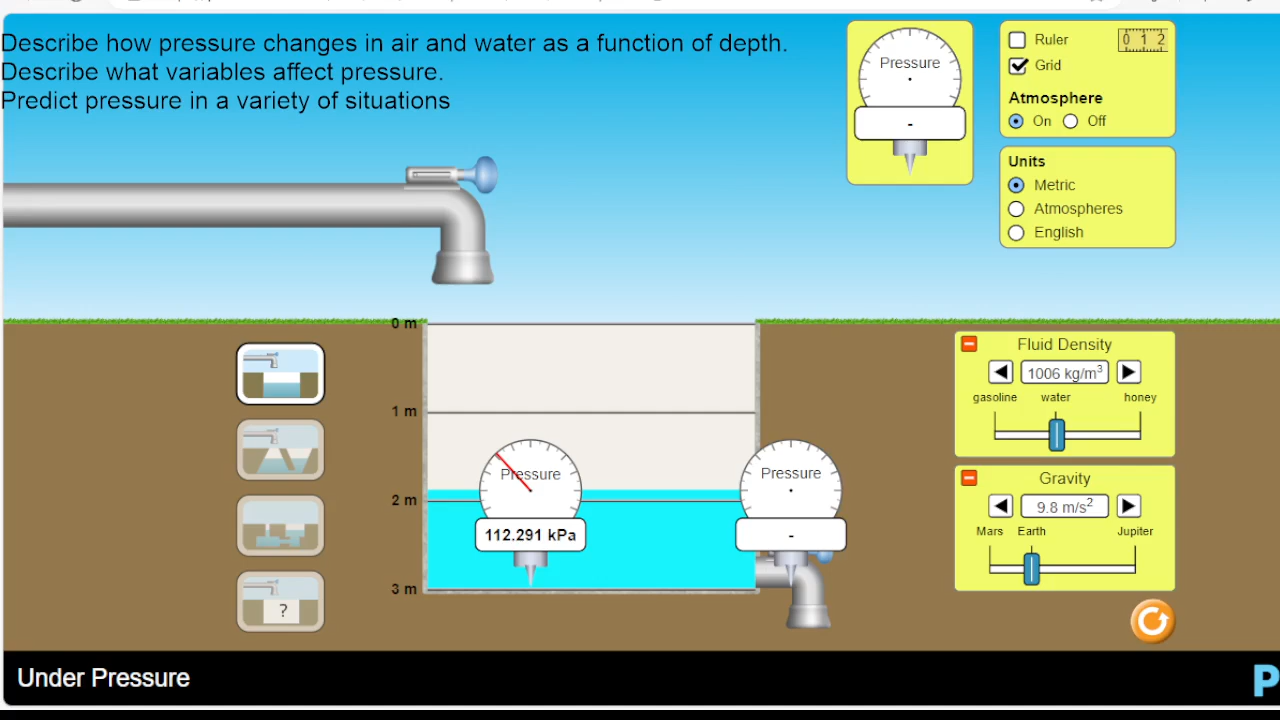 Describe how pressure changes in air and water as a function of depth.
Describe what variables affect pressure.
Predict pressure in a variety of situations
Pressure
-
Ruler
0 1 2
Grid
Atmosphere
On Off
Units
Metric
Atmospheres
English
0 m
1 m
2 m
3 m
Pressure
112.291 kPa
Pressure
-
?
Fluid Density
1006 kg/m³
gasoline water honey
Gravity
9.8 m/s²
Mars Earth Jupiter
Under Pressure
P